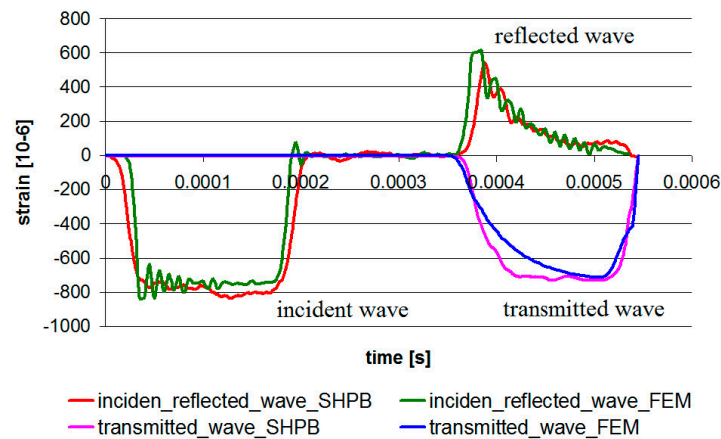 800
600
400
200
0
-200
-400
-600
-800
-1000
strain [10-6]
reflected wave
0 0.0001 0.0002 0.0003 0.0004 0.0005 0.0006
incident wave
transmitted wave
time [s]
inciden_reflected_wave_SHPB
inciden_reflected_wave_FEM
transmitted_wave_SHPB
transmitted_wave_FEM